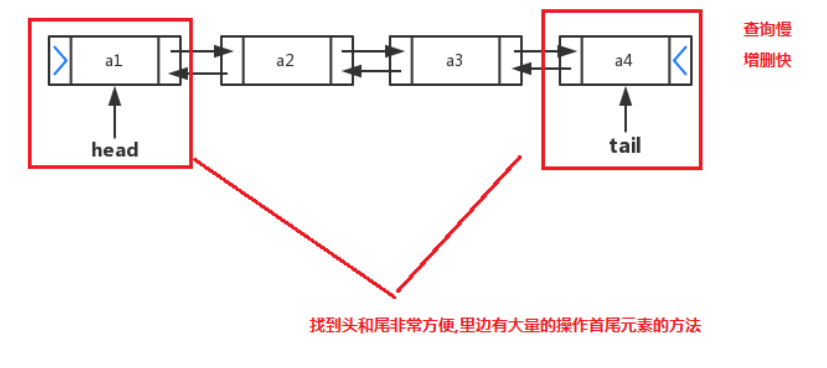 查询慢
增删快
a1 a2 a3 a4
head tail
找到头和尾非常方便,里边有大量的操作首尾元素的方法